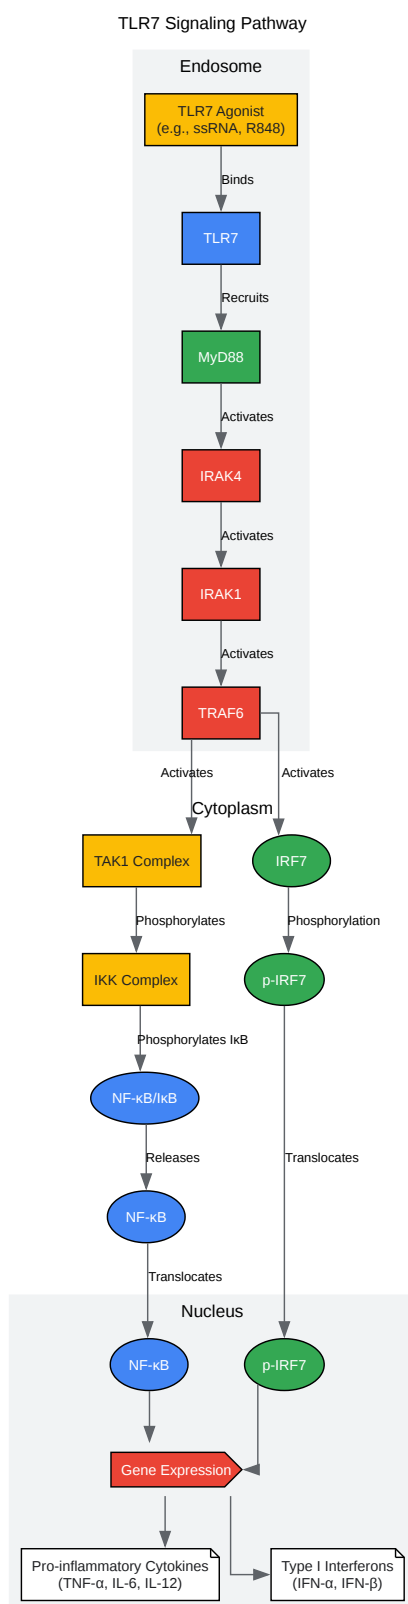 TLR7 Signaling Pathway
Endosome
TLR7 Agonist
(e.g., ssRNA, R848)
Binds
TLR7
Recruits
MyD88
Activates
IRAK4
Activates
IRAK1
Activates
TRAF6
Activates
Activates
Cytoplasm
TAK1 Complex
IRF7
Phosphorylates
Phosphorylation
IKK Complex
p-IRF7
Phosphorylates IκB
NF-κB/IκB
Releases
Translocates
NF-κB
Translocates
Nucleus
NF-κB
p-IRF7
Gene Expression
Pro-inflammatory Cytokines
(TNF-α, IL-6, IL-12)
Type I Interferons
(IFN-α, IFN-β)